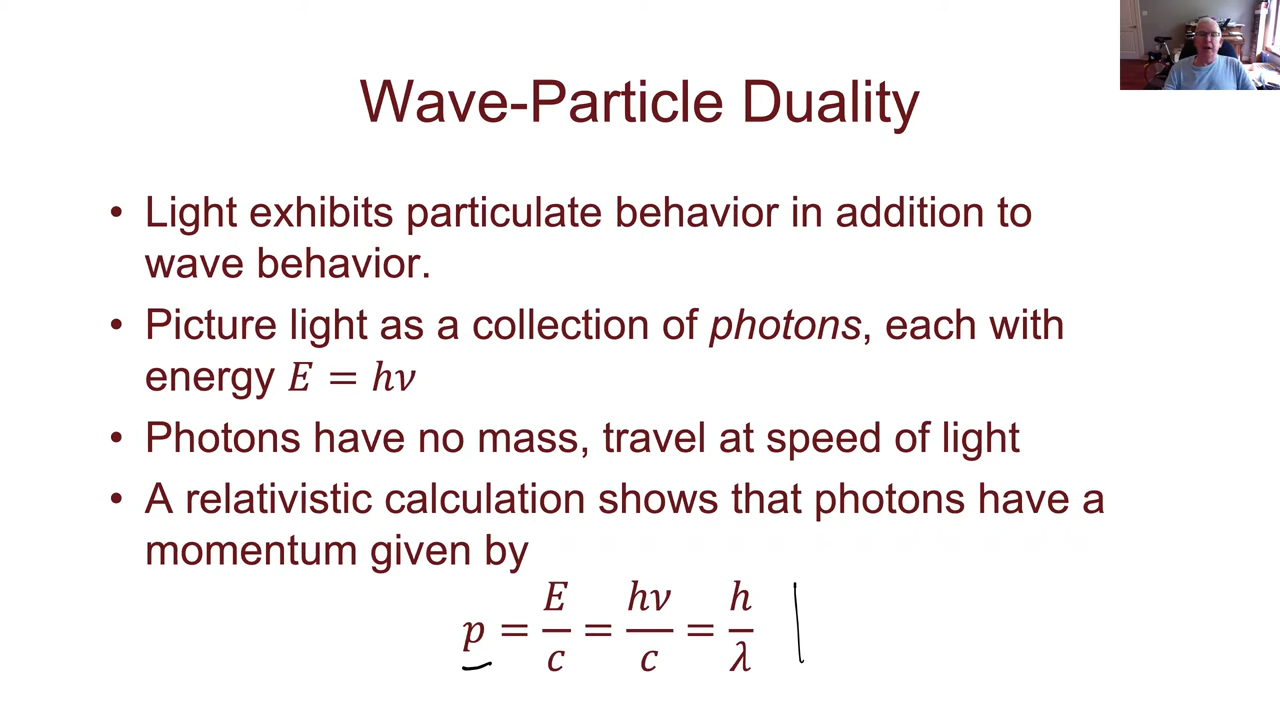 Wave-Particle Duality
• Light exhibits particulate behavior in addition to
wave behavior.
• Picture light as a collection of photons, each with
energy E = hν
• Photons have no mass, travel at speed of light
• A relativistic calculation shows that photons have a
momentum given by
p = E/c = hν/c = h/λ